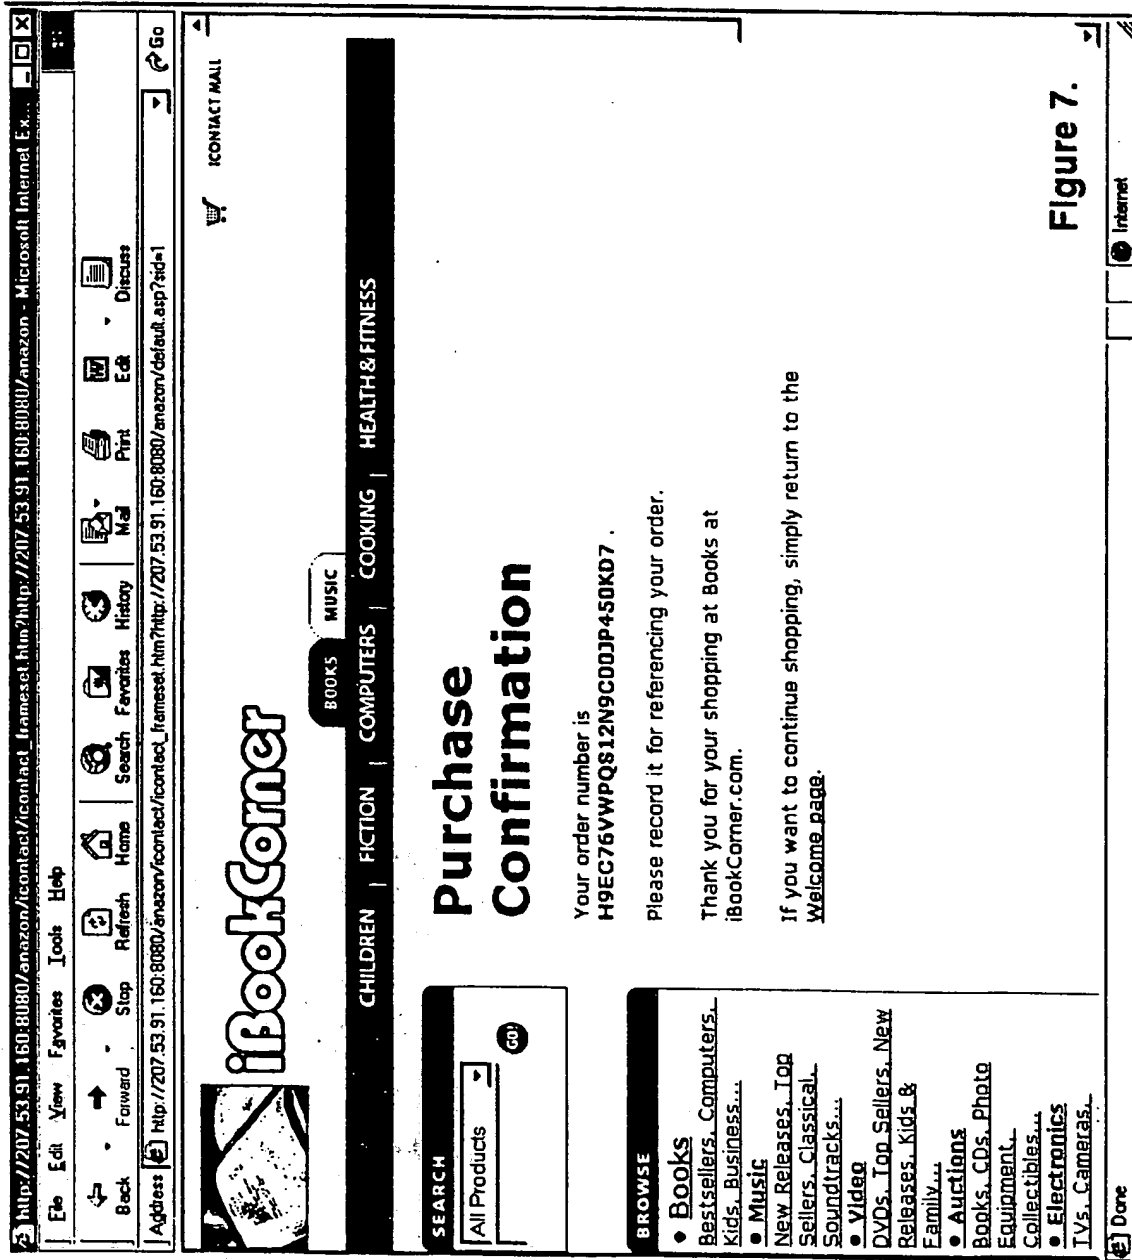 http://207.53.91.160:8080/anazon/icontact/icontact_frameset.htm?http://207.53.91.160:8080/anazon - Microsoft Internet Ex...
File Edit View Favorites Tools Help
Back Forward Stop Refresh Home Search Favorites History Mail Print Edit Discuss
Address http://207.53.91.160:8080/anazon/icontact/icontact_frameset.htm?http://207.53.91.160:8080/anazon/default.asp?sid=1 Go
iBookCorner
ICONTACT MALL
BOOKS MUSIC
CHILDREN | FICTION | COMPUTERS | COOKING | HEALTH & FITNESS
SEARCH
All Products
GO!
BROWSE
• Books
Bestsellers, Computers,
Kids, Business...
• Music
New Releases, Top
Sellers, Classical,
Soundtracks...
• Video
DVDs, Top Sellers, New
Releases, Kids &
Family...
• Auctions
Books, CDs, Photo
Equipment,
Collectibles...
• Electronics
TVs, Cameras,
Purchase
Confirmation
Your order number is
H9EC76VWPQS12N9C00JP450KD7 .
Please record it for referencing your order.
Thank you for your shopping at Books at
iBookCorner.com.
If you want to continue shopping, simply return to the
Welcome page.
Figure 7.
Done Internet